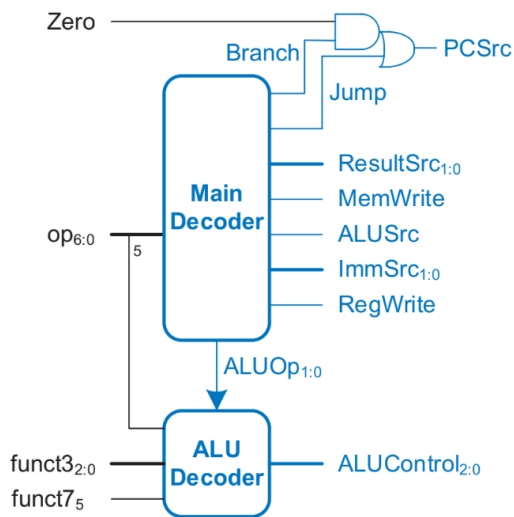 Zero
Branch
PCSrc
Jump
Main
Decoder
ResultSrc1:0
MemWrite
op6:0
5
ALUSrc
ImmSrc1:0
RegWrite
ALUOp1:0
ALU
Decoder
funct32:0
ALUControl2:0
funct75